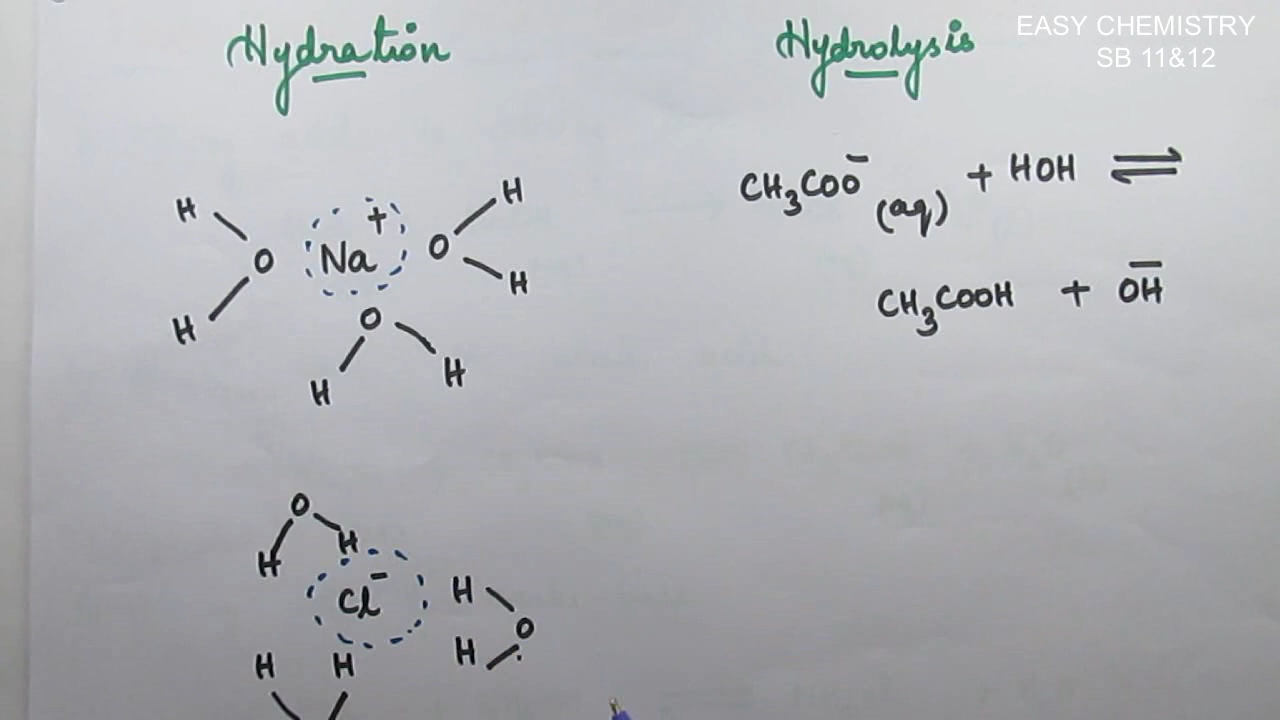 EASY CHEMISTRY
SB 11&12
Hydration
Hydrolysis
CH₃COO⁻(aq) + HOH ⇌
CH₃COOH + OH⁻
H H
O Na⁺ O
H H
O
H H
O
H H
Cl⁻
H
O
H
H H